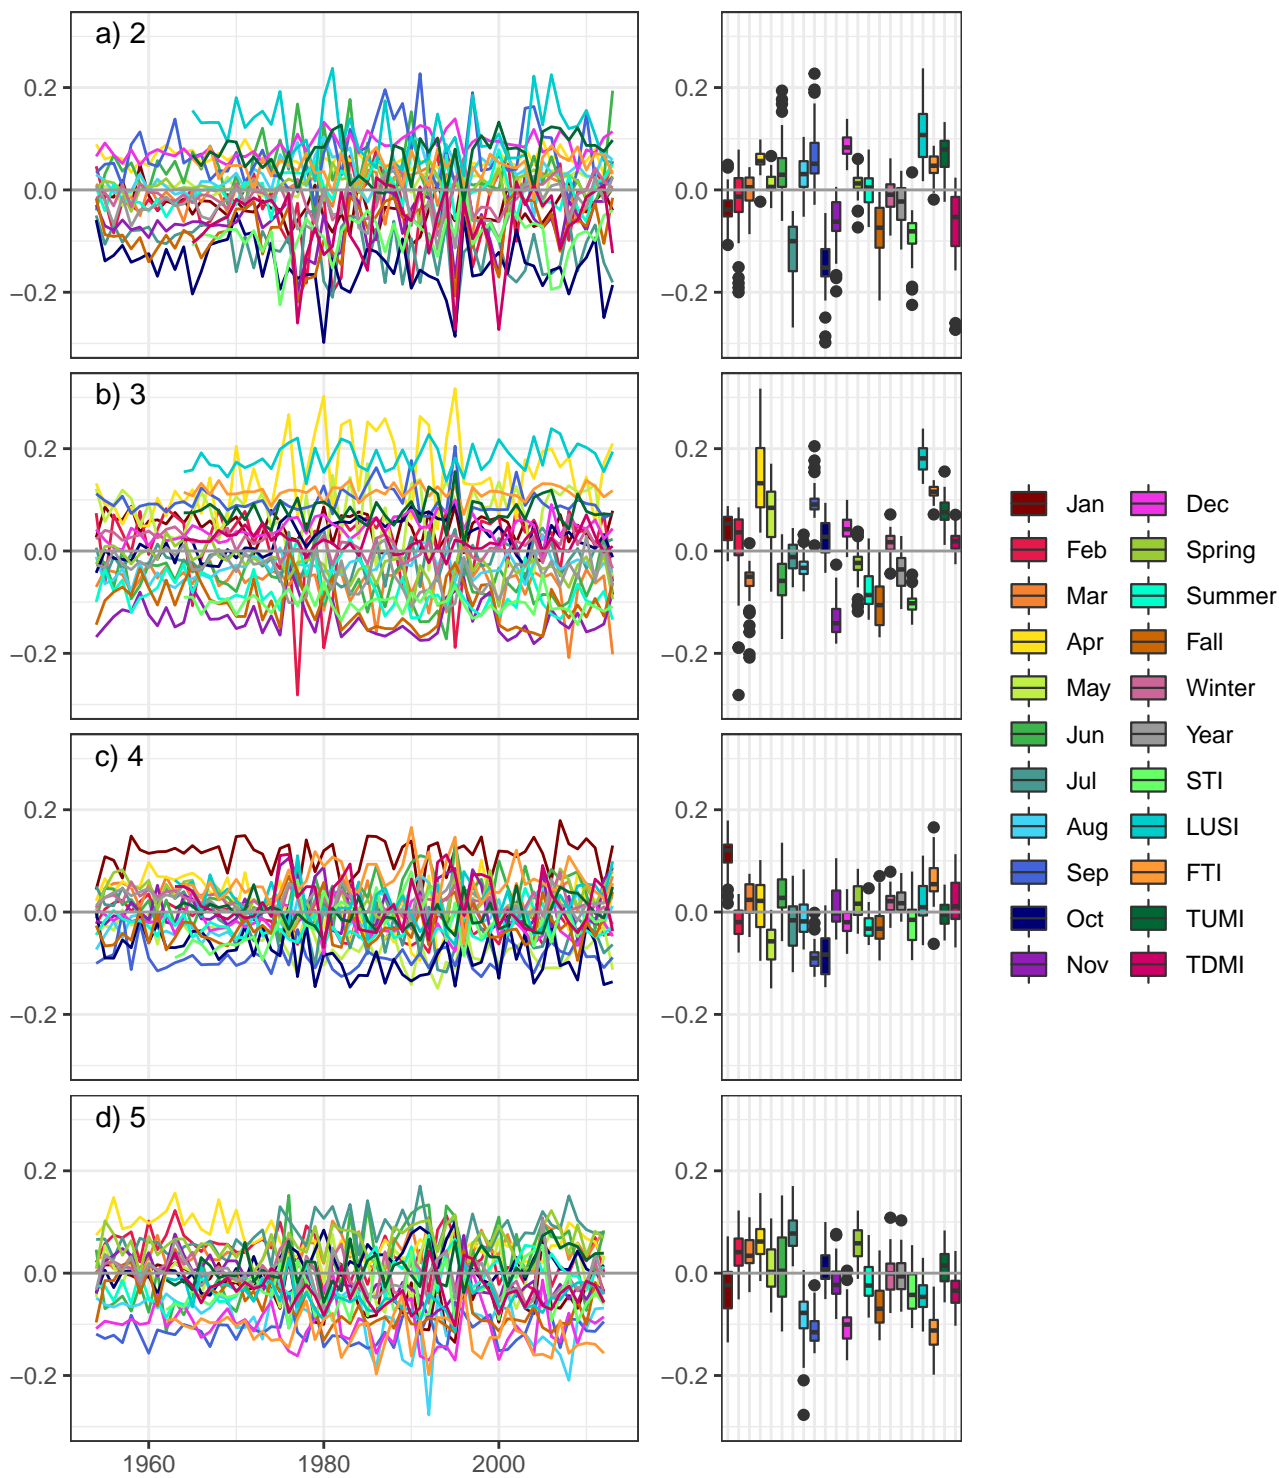 a) 2
0.2
0.0
−0.2
0.2
0.0
−0.2
b) 3
0.2
0.0
−0.2
0.2
0.0
−0.2
c) 4
0.2
0.0
−0.2
0.2
0.0
−0.2
d) 5
0.2
0.0
−0.2
0.2
0.0
−0.2
1960 1980 2000
Jan Dec
Feb Spring
Mar Summer
Apr Fall
May Winter
Jun Year
Jul STI
Aug LUSI
Sep FTI
Oct TUMI
Nov TDMI